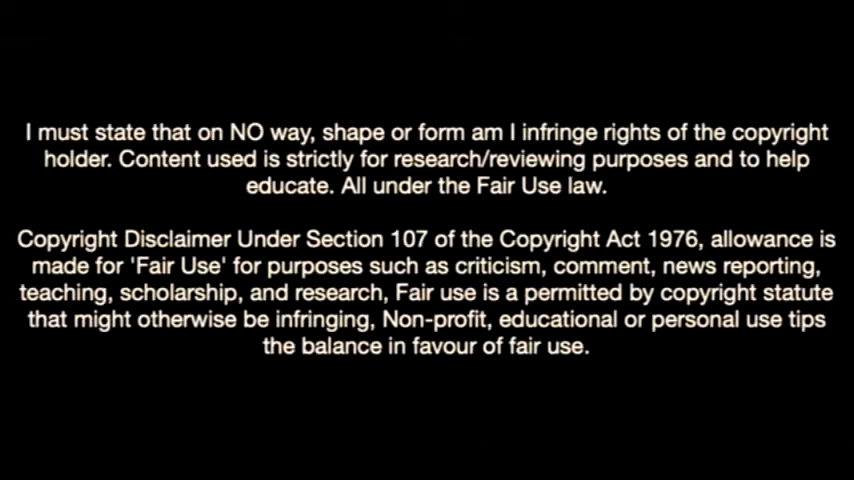 I must state that on NO way, shape or form am I infringe rights of the copyright
holder. Content used is strictly for research/reviewing purposes and to help
educate. All under the Fair Use law.
Copyright Disclaimer Under Section 107 of the Copyright Act 1976, allowance is
made for 'Fair Use' for purposes such as criticism, comment, news reporting,
teaching, scholarship, and research, Fair use is a permitted by copyright statute
that might otherwise be infringing, Non-profit, educational or personal use tips
the balance in favour of fair use.